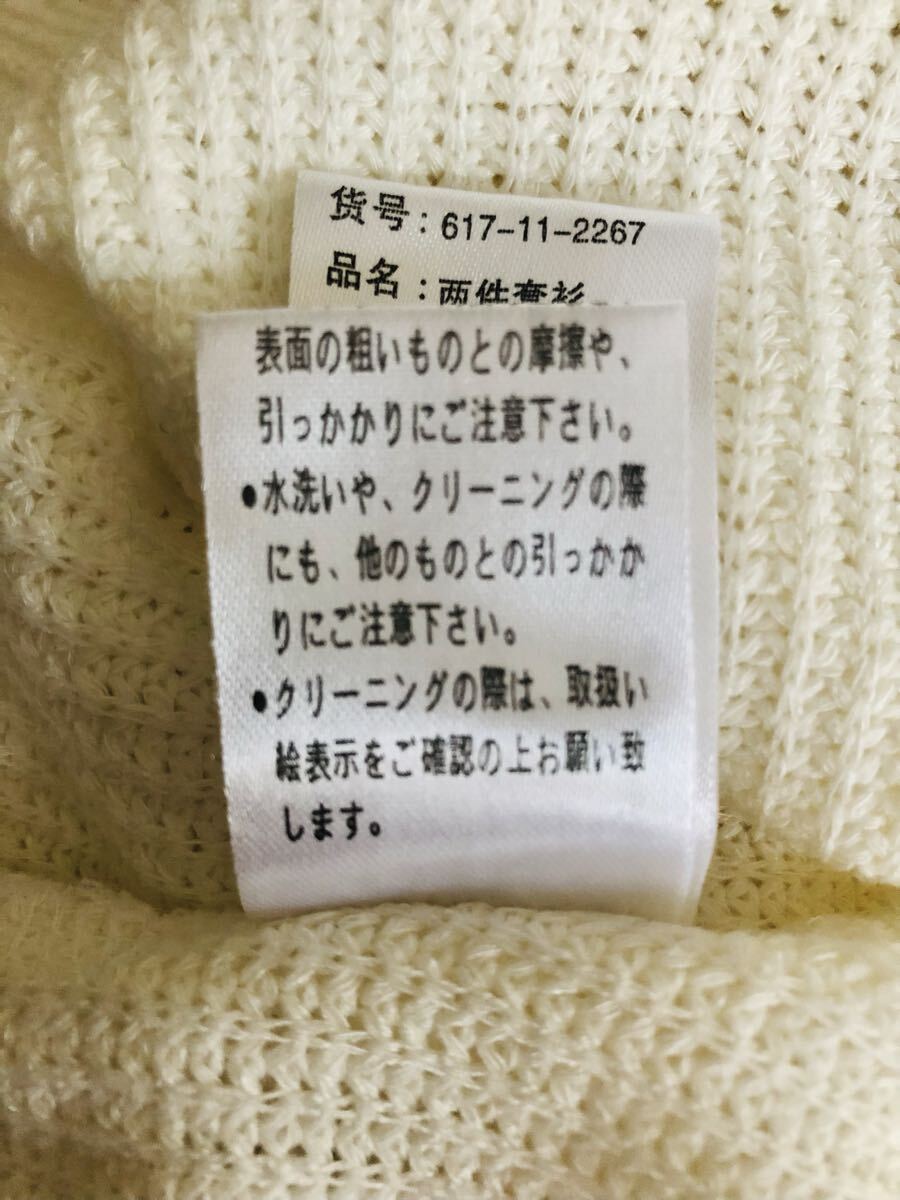 货号：617-11-2267
品名：两件套衫
表面の粗いものとの摩擦や、
引っかかりにご注意下さい。
●水洗いや、クリーニングの際
にも、他のものとの引っかか
りにご注意下さい。
●クリーニングの際は、取扱い
絵表示をご確認の上お願い致
します。